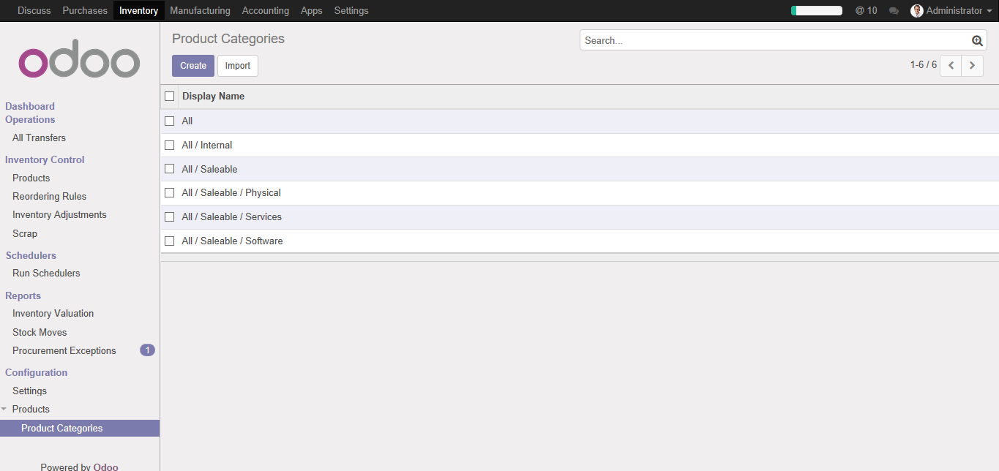 Discuss Purchases Inventory Manufacturing Accounting Apps Settings @ 10 Administrator
odoo
Dashboard
Operations
All Transfers
Inventory Control
Products
Reordering Rules
Inventory Adjustments
Scrap
Schedulers
Run Schedulers
Reports
Inventory Valuation
Stock Moves
Procurement Exceptions 1
Configuration
Settings
Products
Product Categories
Powered by Odoo
Product Categories
Search...
Create Import
1-6 / 6
Display Name
All
All / Internal
All / Saleable
All / Saleable / Physical
All / Saleable / Services
All / Saleable / Software